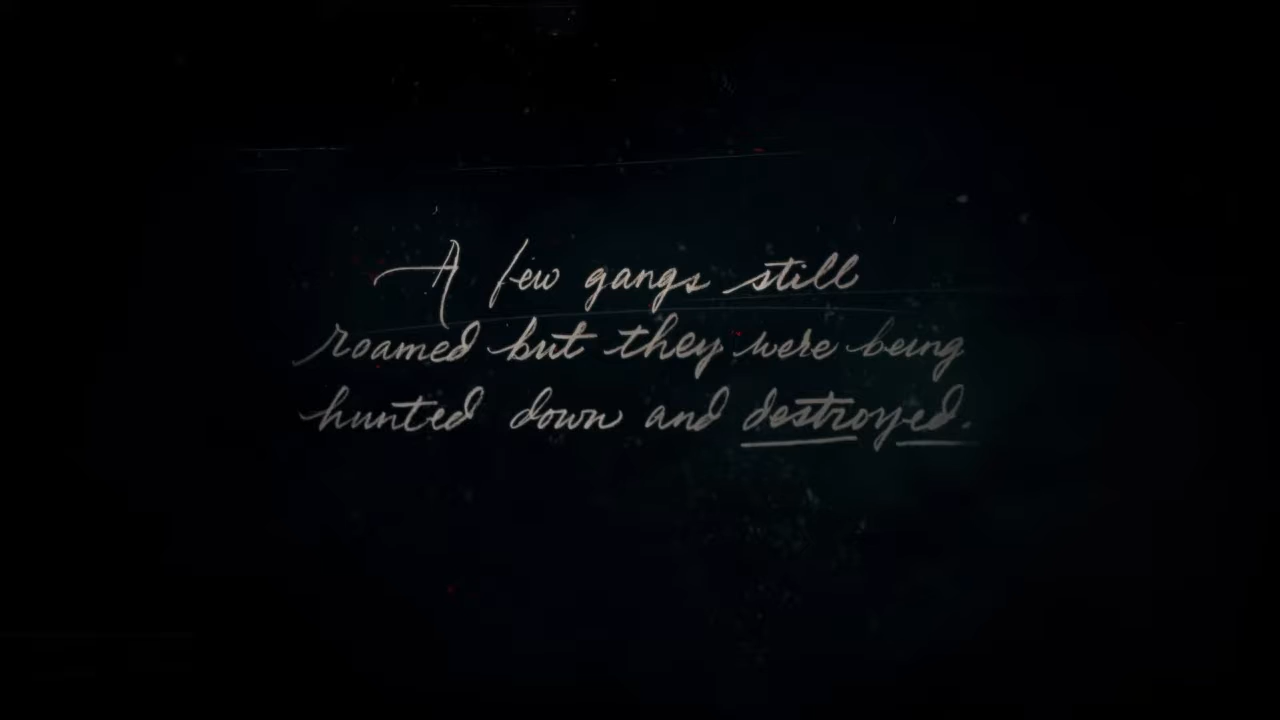 A few gangs still
roamed but they were being
hunted down and destroyed.